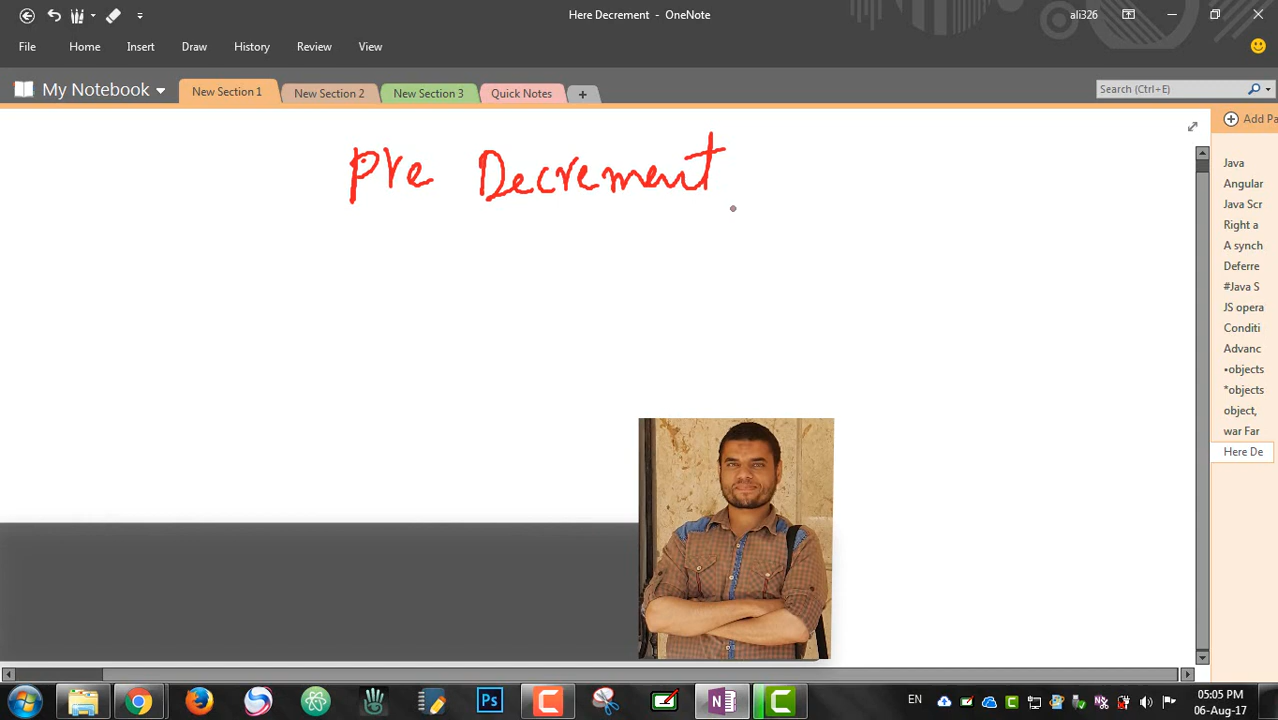 Here Decrement - OneNote
ali326
File Home Insert Draw History Review View
My Notebook New Section 1 New Section 2 New Section 3 Quick Notes + Search (Ctrl+E)
Add Pa
Pre Decrement
Java
Angular
Java Scr
Right a
A synch
Deferre
#Java S
JS opera
Conditi
Advanc
•objects
*objects
object,
war Far
Here De
Ps
N
C
EN
05:05 PM
06-Aug-17